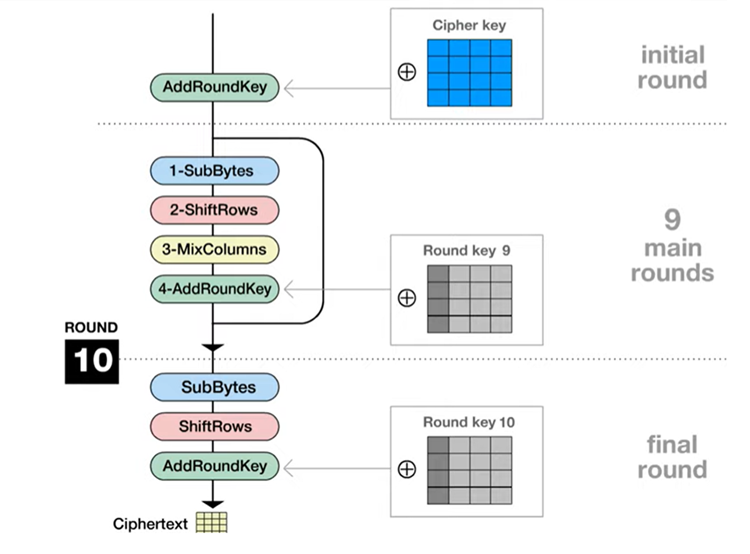 Cipher key
initial
round
AddRoundKey
1-SubBytes
2-ShiftRows
3-MixColumns
4-AddRoundKey
Round key 9
9
main
rounds
ROUND
10
SubBytes
ShiftRows
AddRoundKey
Round key 10
final
round
Ciphertext